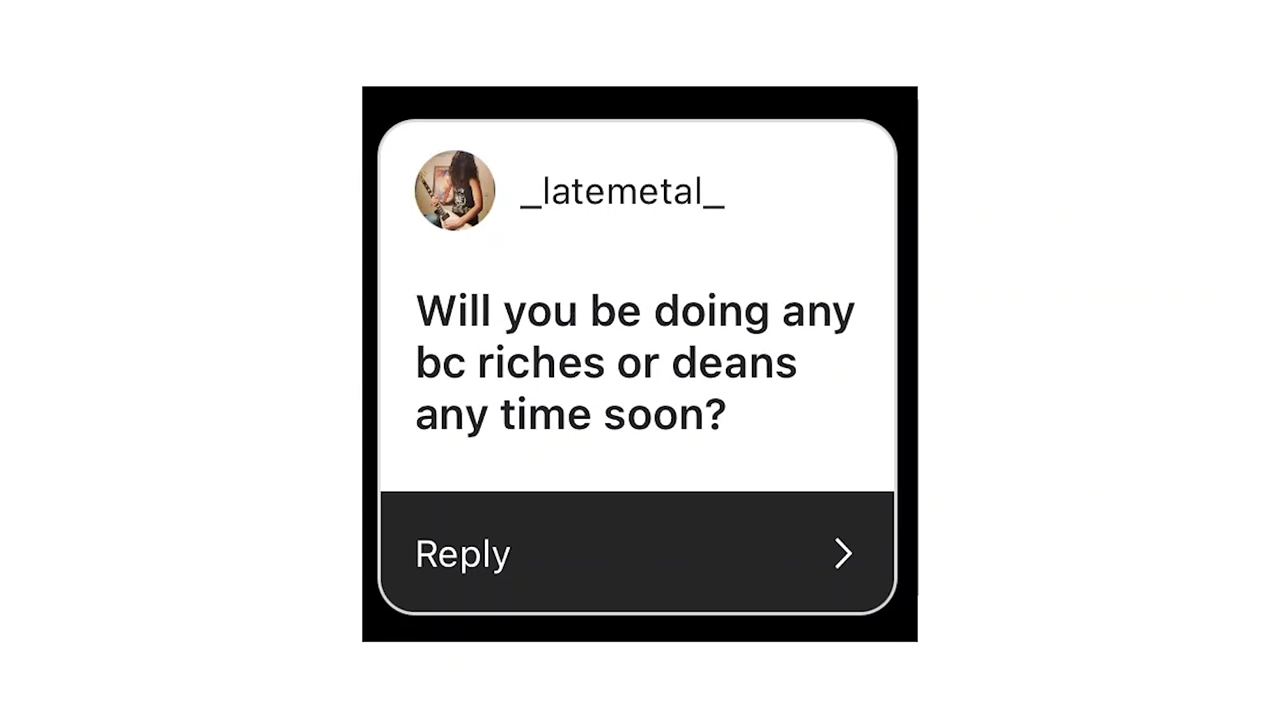 _latemetal_
Will you be doing any
bc riches or deans
any time soon?
Reply